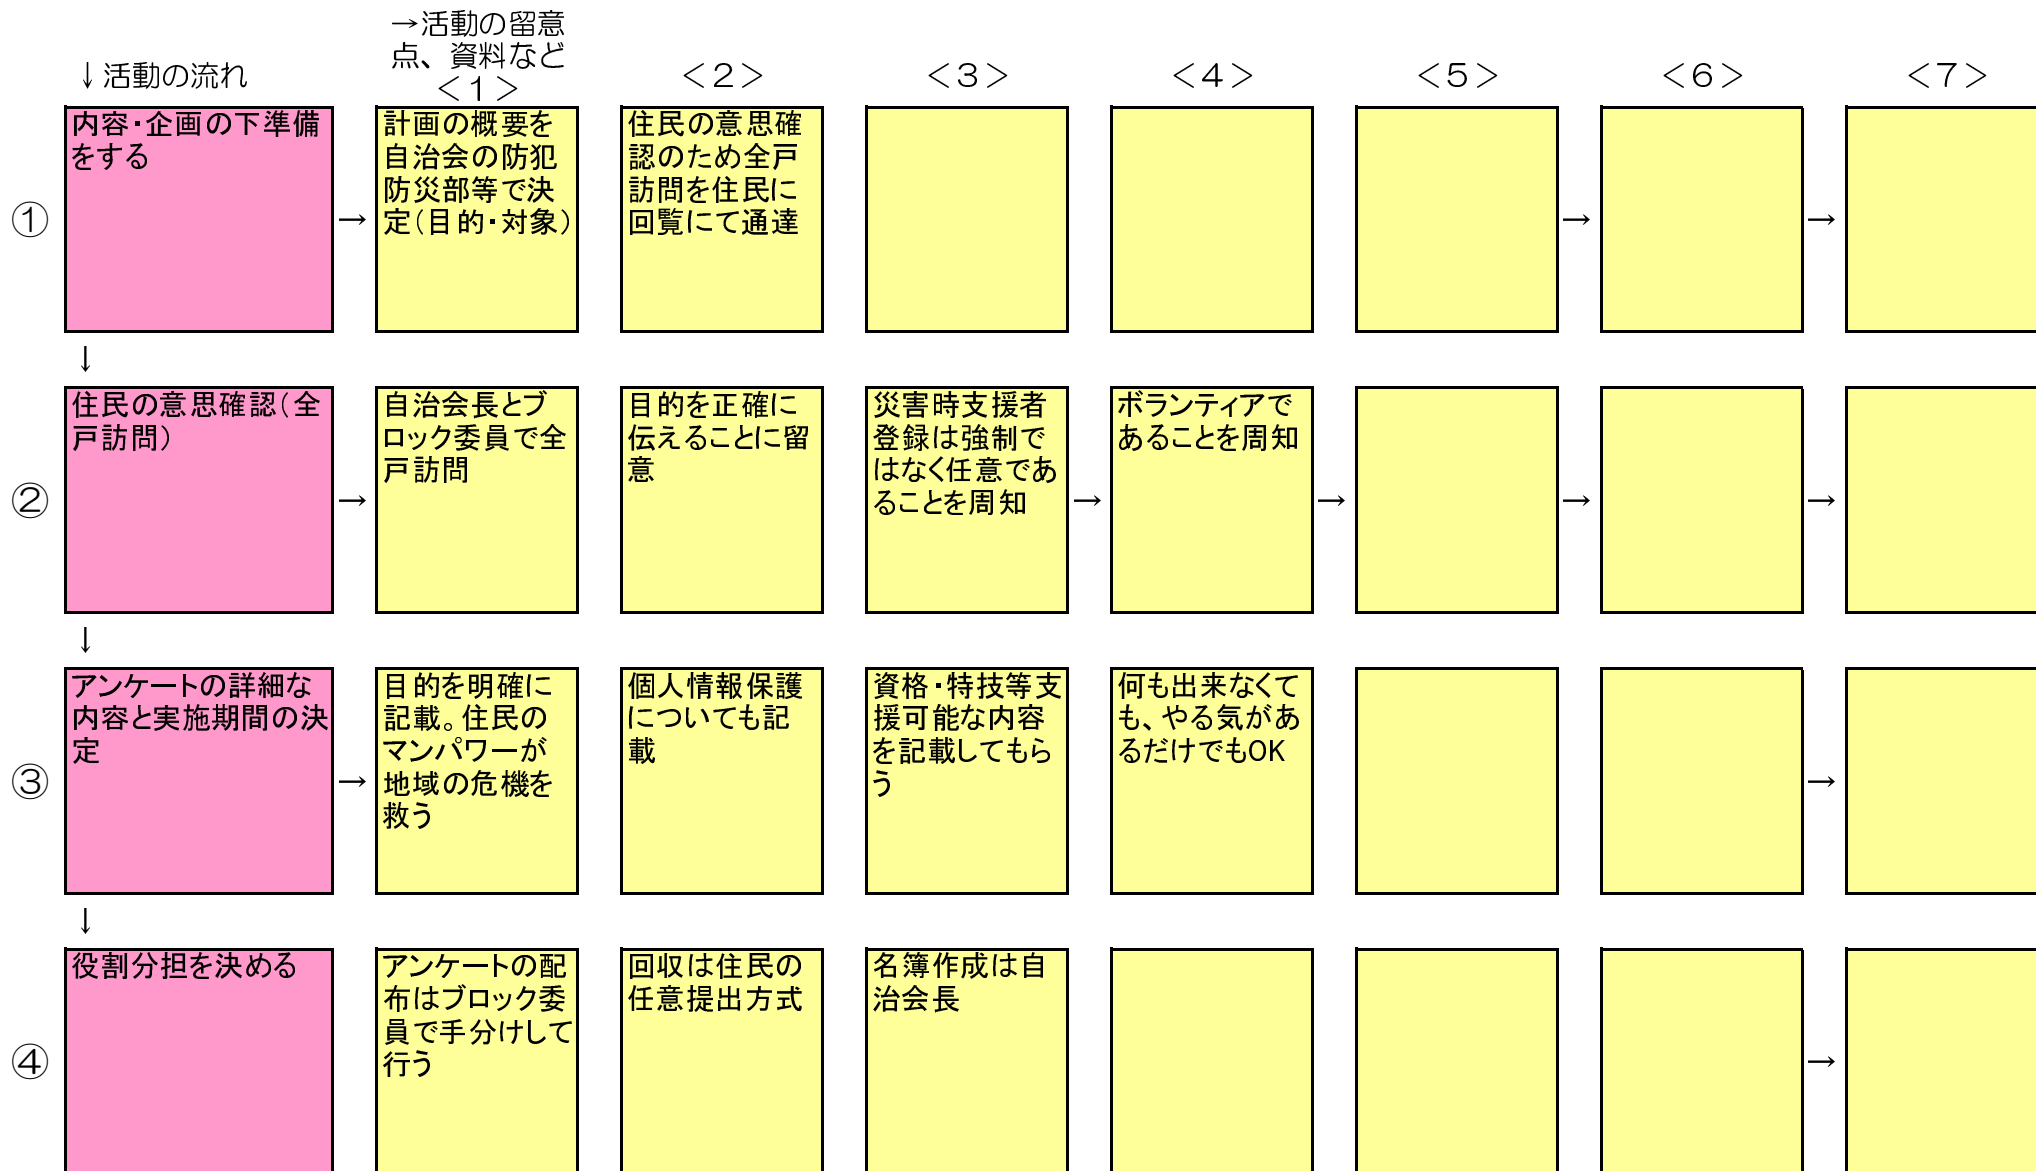 ↓活動の流れ
→活動の留意
点、資料など
＜１＞
＜２＞
＜３＞
＜４＞
＜５＞
＜６＞
＜７＞
①
内容・企画の下準備
をする
→
計画の概要を
自治会の防犯
防災部等で決
定（目的・対象）
住民の意思確
認のため全戸
訪問を住民に
回覧にて通達
→
→
↓
②
住民の意思確認（全
戸訪問）
→
自治会長とブ
ロック委員で全
戸訪問
目的を正確に
伝えることに留
意
災害時支援者
登録は強制で
はなく任意であ
ることを周知
→
ボランティアで
あることを周知
→
→
→
↓
③
アンケートの詳細な
内容と実施期間の決
定
→
目的を明確に
記載。住民の
マンパワーが
地域の危機を
救う
個人情報保護
についても記
載
資格・特技等支
援可能な内容
を記載してもら
う
何も出来なくて
も、やる気があ
るだけでもOK
→
↓
④
役割分担を決める
アンケートの配
布はブロック委
員で手分けして
行う
回収は住民の
任意提出方式
名簿作成は自
治会長
→